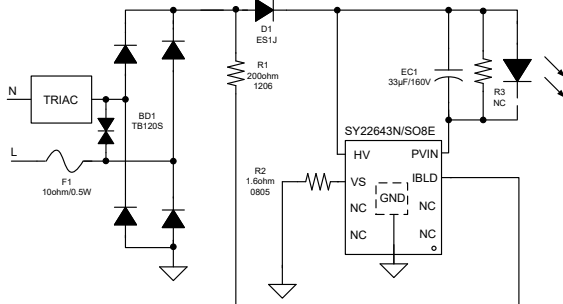 D1
ES1J
R1
200ohm
1206
EC1
33μF/160V
R3
NC
N
TRIAC
BD1
TB120S
L
F1
10ohm/0.5W
SY22643N/SO8E
R2
1.6ohm
0805
HV
PVIN
VS
IBLD
GND
NC
NC
NC
NC